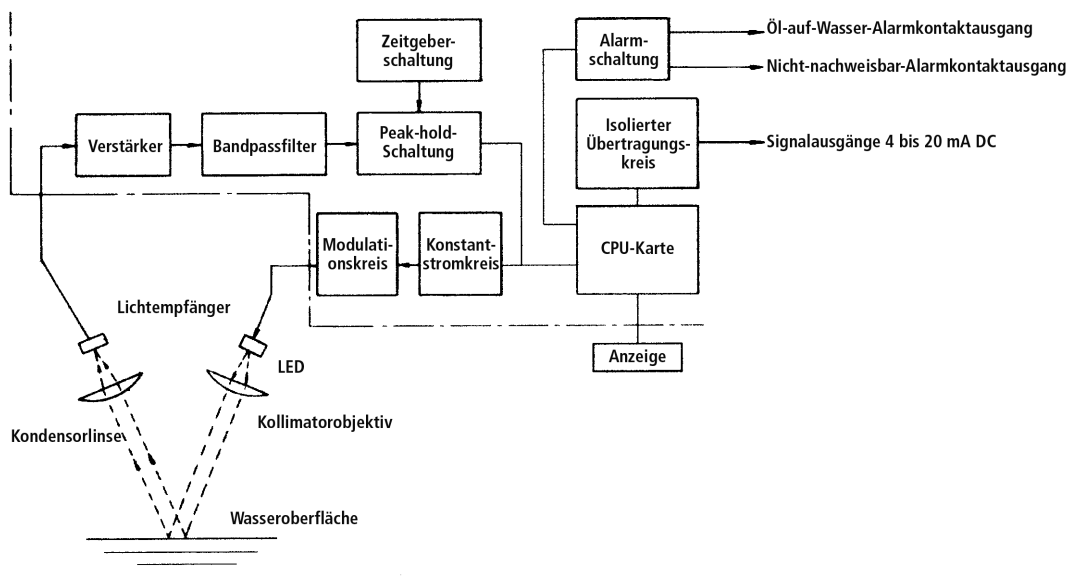 Zeitgeber-
schaltung
Alarm-
schaltung
Öl-auf-Wasser-Alarmkontaktausgang
Nicht-nachweisbar-Alarmkontaktausgang
Verstärker
Bandpassfilter
Peak-hold-
Schaltung
Isolierter
Übertragungs-
kreis
Signalausgänge 4 bis 20 mA DC
Modulati-
onskreis
Konstant-
stromkreis
CPU-Karte
Lichtempfänger
LED
Anzeige
Kollimatorobjektiv
Kondensorlinse
Wasseroberfläche